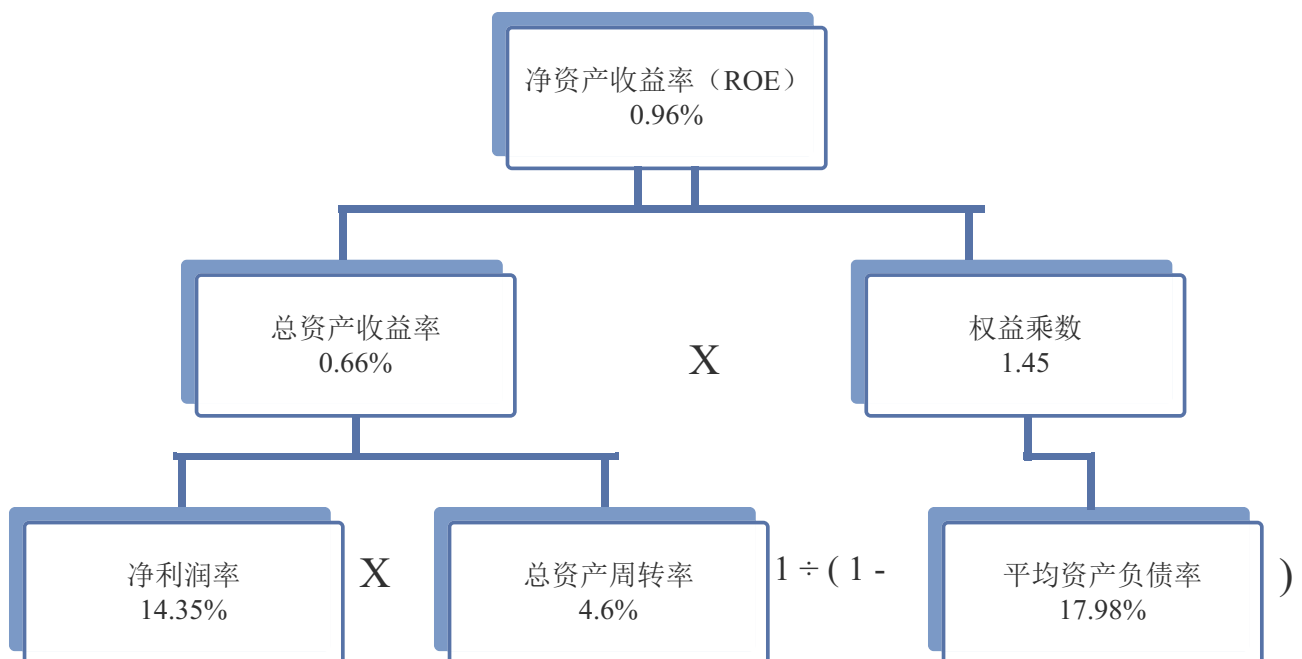 净资产收益率（ROE）
0.96%
总资产收益率
0.66%
X
权益乘数
1.45
净利润率
14.35%
X
总资产周转率
4.6%
1 ÷ ( 1 -
平均资产负债率
17.98%
)